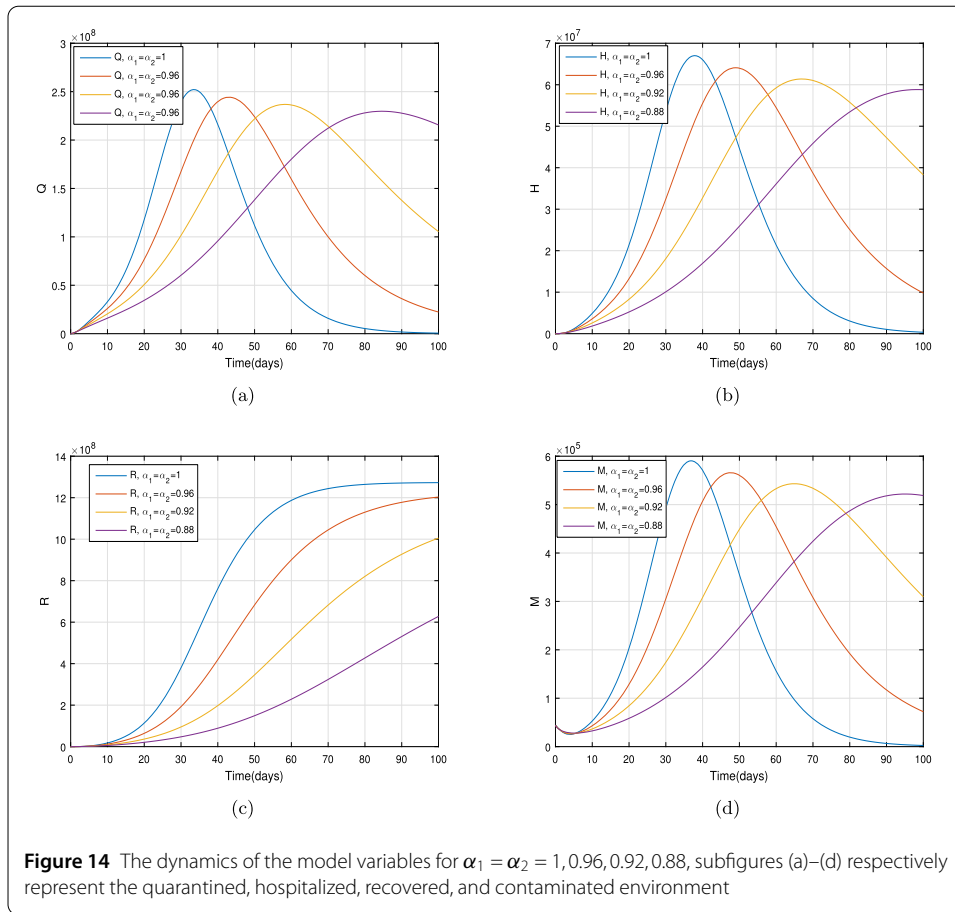 ×10⁸
3
2.5
2
1.5
1
0.5
0
Q
Q, α₁=α₂=1
Q, α₁=α₂=0.96
Q, α₁=α₂=0.96
Q, α₁=α₂=0.96
0 10 20 30 40 50 60 70 80 90 100
Time(days)
(a)
×10⁷
7
6
5
4
3
2
1
0
H
H, α₁=α₂=1
H, α₁=α₂=0.96
H, α₁=α₂=0.92
H, α₁=α₂=0.88
0 10 20 30 40 50 60 70 80 90 100
Time(days)
(b)
×10⁸
14
12
10
8
6
4
2
0
R
R, α₁=α₂=1
R, α₁=α₂=0.96
R, α₁=α₂=0.92
R, α₁=α₂=0.88
0 10 20 30 40 50 60 70 80 90 100
Time(days)
(c)
×10⁵
6
5
4
3
2
1
0
M
M, α₁=α₂=1
M, α₁=α₂=0.96
M, α₁=α₂=0.92
M, α₁=α₂=0.88
0 10 20 30 40 50 60 70 80 90 100
Time(days)
(d)
Figure 14 The dynamics of the model variables for α₁ = α₂ = 1, 0.96, 0.92, 0.88, subfigures (a)–(d) respectively
represent the quarantined, hospitalized, recovered, and contaminated environment